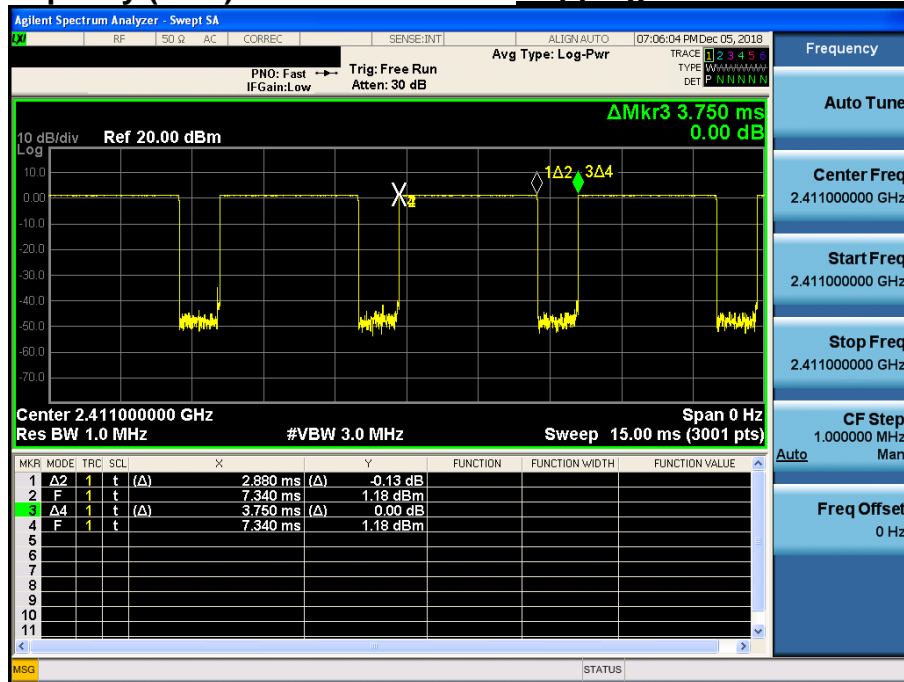 Agilent Spectrum Analyzer - Swept SA
LXI RF 50 Ω AC CORREC SENSE:INT ALIGN AUTO 07:06:04 PM Dec 05, 2018
Avg Type: Log-Pwr TRACE 1 2 3 4 5 6
PNO: Fast Trig: Free Run TYPE WWWWWW
IFGain:Low Atten: 30 dB DET P N N N N N
ΔMkr3 3.750 ms
0.00 dB
10 dB/div Ref 20.00 dBm
Log
10.0
0.00
-10.0
-20.0
-30.0
-40.0
-50.0
-60.0
-70.0
1Δ2 3Δ4
Center 2.411000000 GHz Span 0 Hz
Res BW 1.0 MHz #VBW 3.0 MHz Sweep 15.00 ms (3001 pts)
MKR MODE TRC SCL X Y FUNCTION FUNCTION WIDTH FUNCTION VALUE
1 Δ2 1 t (Δ) 2.880 ms (Δ) -0.13 dB
2 F 1 t 7.340 ms 1.18 dBm
3 Δ4 1 t (Δ) 3.750 ms (Δ) 0.00 dB
4 F 1 t 7.340 ms 1.18 dBm
5
6
7
8
9
10
11
MSG STATUS
Frequency
Auto Tune
Center Freq
2.411000000 GHz
Start Freq
2.411000000 GHz
Stop Freq
2.411000000 GHz
CF Step
1.000000 MHz
Auto Man
Freq Offset
0 Hz